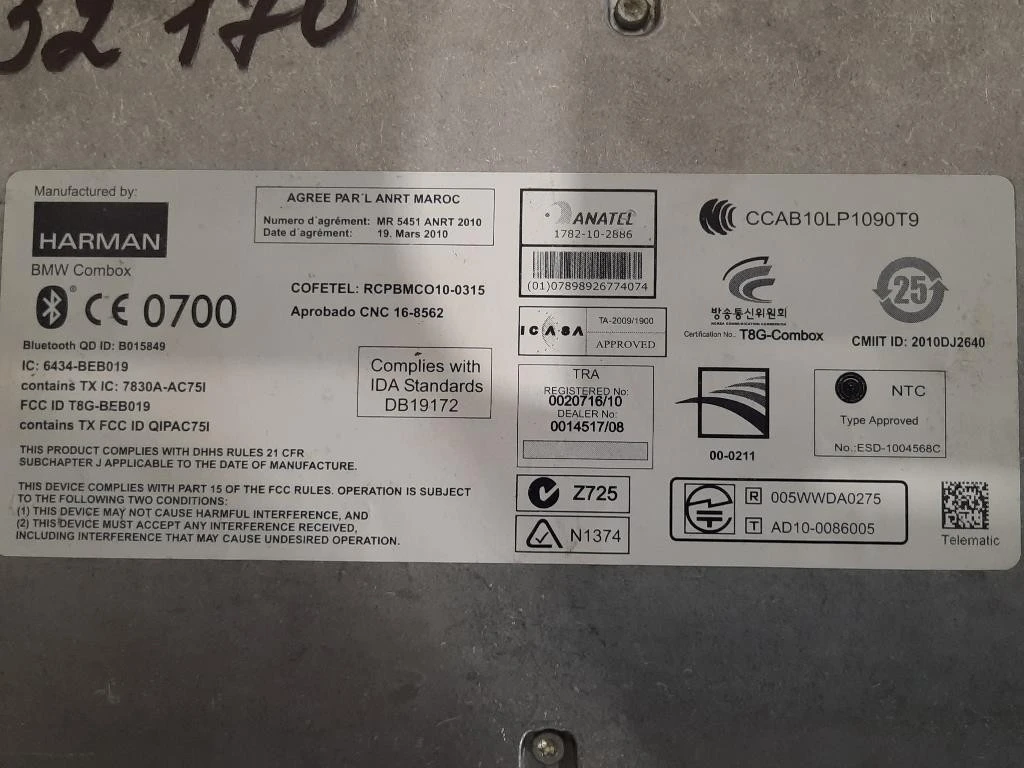 32 170
Manufactured by:
HARMAN
BMW Combox
CE 0700
Bluetooth QD ID: B015849
IC: 6434-BEB019
contains TX IC: 7830A-AC75I
FCC ID T8G-BEB019
contains TX FCC ID QIPAC75I
THIS PRODUCT COMPLIES WITH DHHS RULES 21 CFR
SUBCHAPTER J APPLICABLE TO THE DATE OF MANUFACTURE.
THIS DEVICE COMPLIES WITH PART 15 OF THE FCC RULES. OPERATION IS SUBJECT
TO THE FOLLOWING TWO CONDITIONS:
(1) THIS DEVICE MAY NOT CAUSE HARMFUL INTERFERENCE, AND
(2) THIS DEVICE MUST ACCEPT ANY INTERFERENCE RECEIVED,
INCLUDING INTERFERENCE THAT MAY CAUSE UNDESIRED OPERATION.
AGREE PAR'L ANRT MAROC
Numero d'agrément: MR 5451 ANRT 2010
Date d'agrément: 19. Mars 2010
COFETEL: RCPBMCO10-0315
Aprobado CNC 16-8562
Complies with
IDA Standards
DB19172
ANATEL
1782-10-2886
(01)07898926774074
ICASA
TA-2009/1900
APPROVED
TRA
REGISTERED No:
0020716/10
DEALER No:
0014517/08
Z725
N1374
CCAB10LP1090T9
방송통신위원회
KOREA COMMUNICATIONS COMMISSION
Certification No. T8G-Combox
25
CMIIT ID: 2010DJ2640
00-0211
NTC
Type Approved
No.:ESD-1004568C
R 005WWDA0275
T AD10-0086005
Telematic